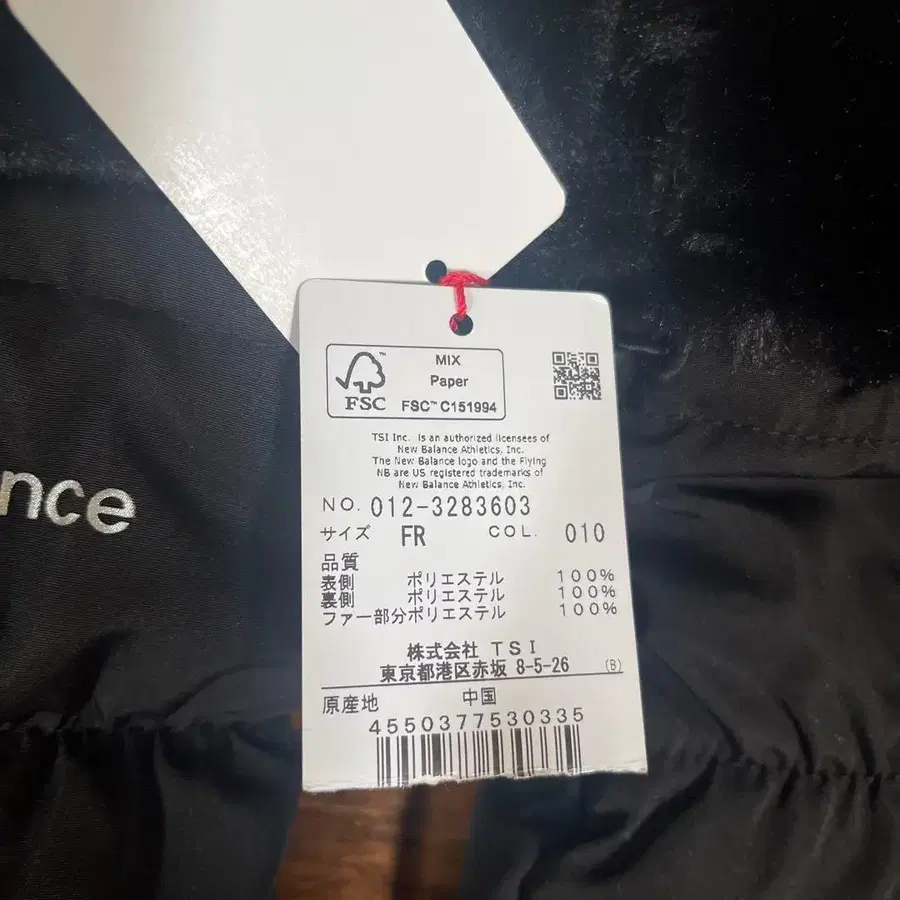 nce
FSC™
MIX
Paper
FSC™ C151994
TSI Inc. is an authorized licensees of
New Balance Athletics, Inc.
The New Balance logo and the Flying
NB are US registered trademarks of
New Balance Athletics, Inc.
NO. 012-3283603
サイズ FR COL. 010
品質
表側 ポリエステル 100%
裏側 ポリエステル 100%
ファー部分ポリエステル 100%
株式会社 TSI
東京都港区赤坂 8-5-26 (B)
原産地 中国
4550377530335